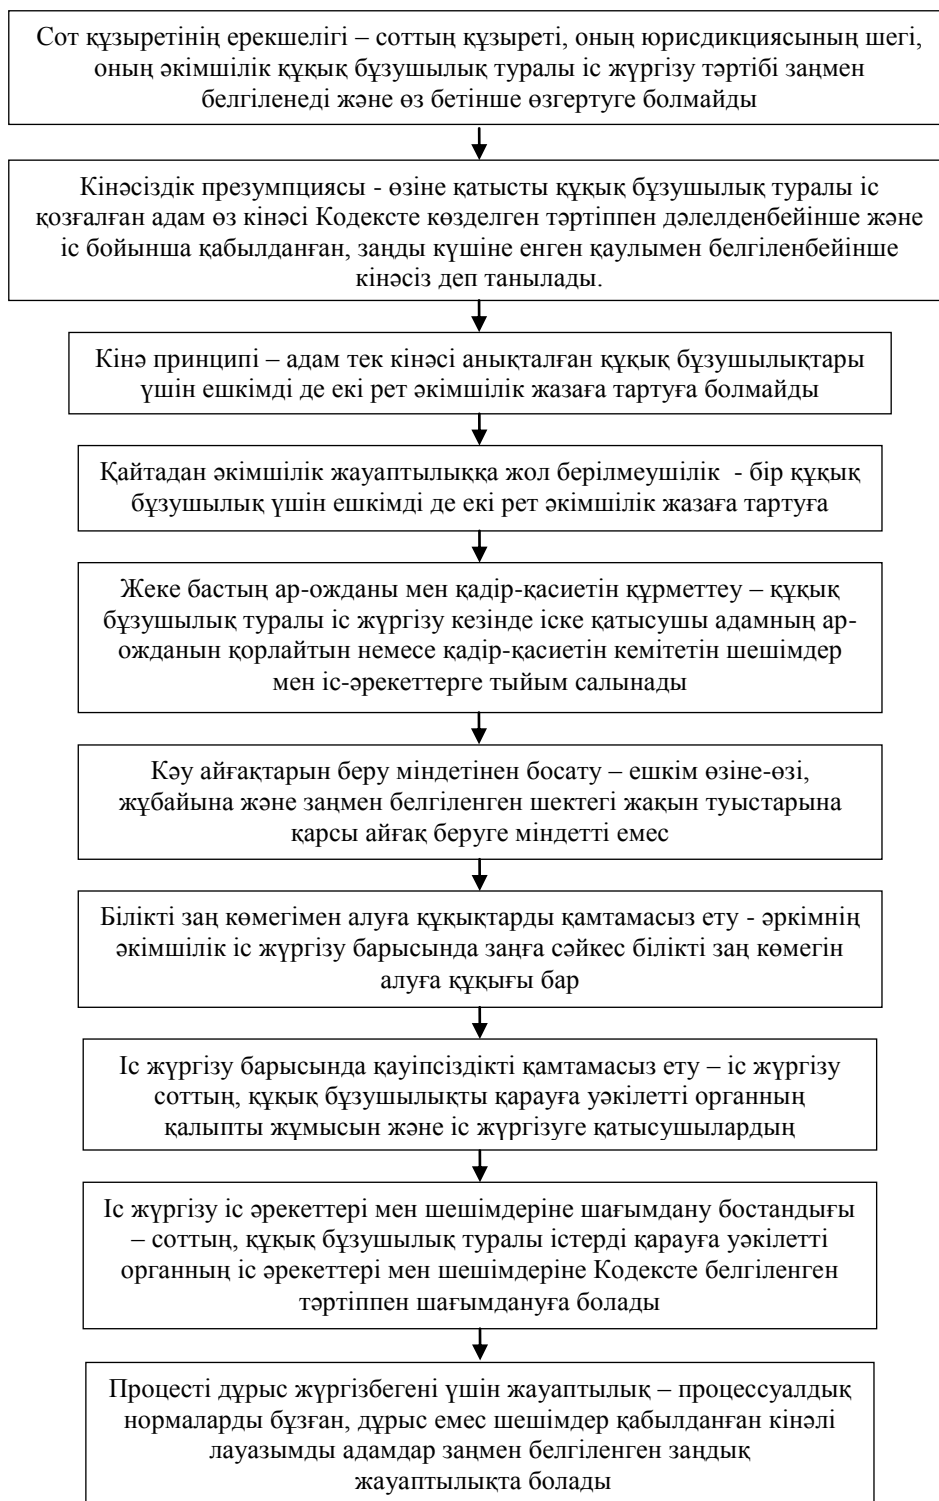 Сот құзыретінің ерекшелігі – соттың құзыреті, оның юрисдикциясының шегі,
оның әкімшілік құқық бұзушылық туралы іс жүргізу тәртібі заңмен
белгіленеді және өз бетінше өзгертуге болмайды
Кінәсіздік презумпциясы - өзіне қатысты құқық бұзушылық туралы іс
қозғалған адам өз кінәсі Кодексте көзделген тәртіппен дәлелденбейінше және
іс бойынша қабылданған, заңды күшіне енген қаулымен белгіленбейінше
кінәсіз деп танылады.
Кінә принципі – адам тек кінәсі анықталған құқық бұзушылықтары
үшін ешкімді де екі рет әкімшілік жазаға тартуға болмайды
Қайтадан әкімшілік жауаптылыққа жол берілмеушілік - бір құқық
бұзушылық үшін ешкімді де екі рет әкімшілік жазаға тартуға
Жеке бастың ар-ожданы мен қадір-қасиетін құрметтеу – құқық
бұзушылық туралы іс жүргізу кезінде іске қатысушы адамның ар-
ожданын қорлайтын немесе қадір-қасиетін кемітетін шешімдер
мен іс-әрекеттерге тыйым салынады
Кәу айғақтарын беру міндетінен босату – ешкім өзіне-өзі,
жұбайына және заңмен белгіленген шектегі жақын туыстарына
қарсы айғақ беруге міндетті емес
Білікті заң көмегімен алуға құқықтарды қамтамасыз ету - әркімнің
әкімшілік іс жүргізу барысында заңға сәйкес білікті заң көмегін
алуға құқығы бар
Іс жүргізу барысында қауіпсіздікті қамтамасыз ету – іс жүргізу
соттың, құқық бұзушылықты қарауға уәкілетті органның
қалыпты жұмысын және іс жүргізуге қатысушылардың
Іс жүргізу іс әрекеттері мен шешімдеріне шағымдану бостандығы
– соттың, құқық бұзушылық туралы істерді қарауға уәкілетті
органның іс әрекеттері мен шешімдеріне Кодексте белгіленген
тәртіппен шағымдануға болады
Процесті дұрыс жүргізбегені үшін жауаптылық – процессуалдық
нормаларды бұзған, дұрыс емес шешімдер қабылданған кінәлі
лауазымды адамдар заңмен белгіленген заңдық
жауаптылықта болады